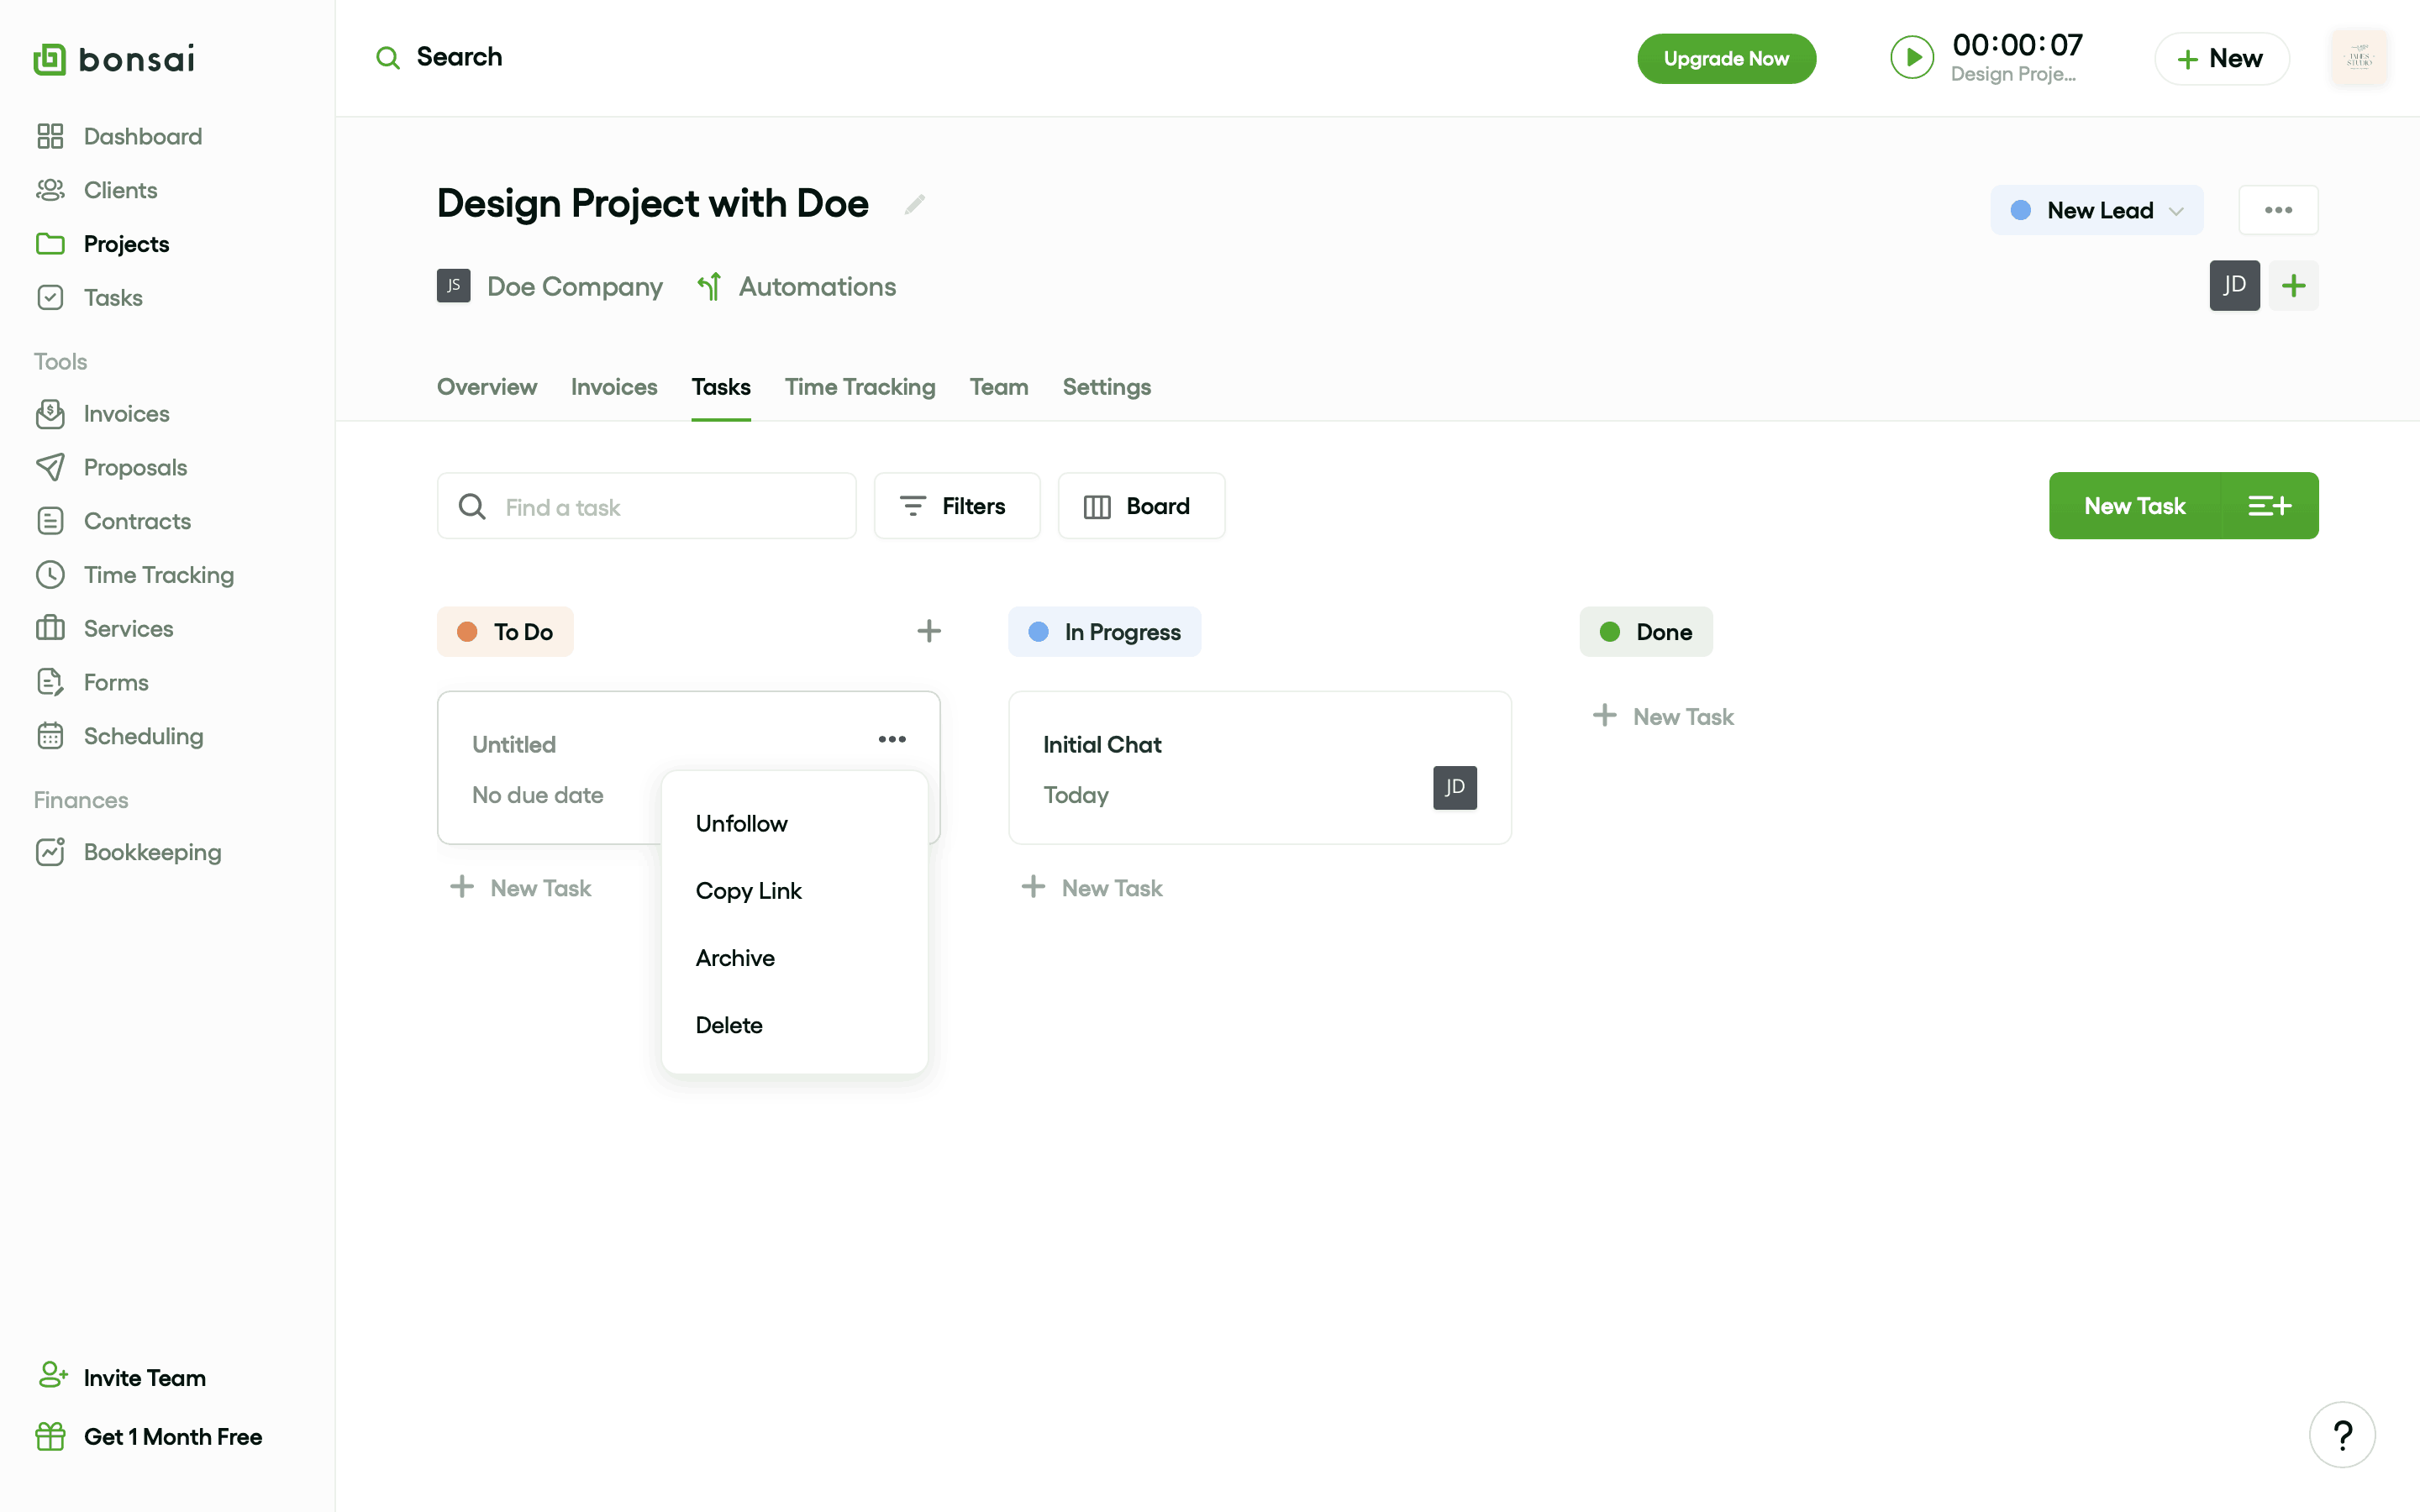 bonsai
Search
Upgrade Now
00:00:07
Design Proje...
New
Dashboard
Clients
Projects
Tasks
Tools
Invoices
Proposals
Contracts
Time Tracking
Services
Forms
Scheduling
Finances
Bookkeeping
Invite Team
Get 1 Month Free
Design Project with Doe
New Lead
JS Doe Company
Automations
JD
Overview Invoices Tasks Time Tracking Team Settings
Find a task
Filters
Board
New Task
To Do
Untitled
No due date
New Task
Unfollow
Copy Link
Archive
Delete
In Progress
Initial Chat
Today
JD
New Task
Done
New Task
?